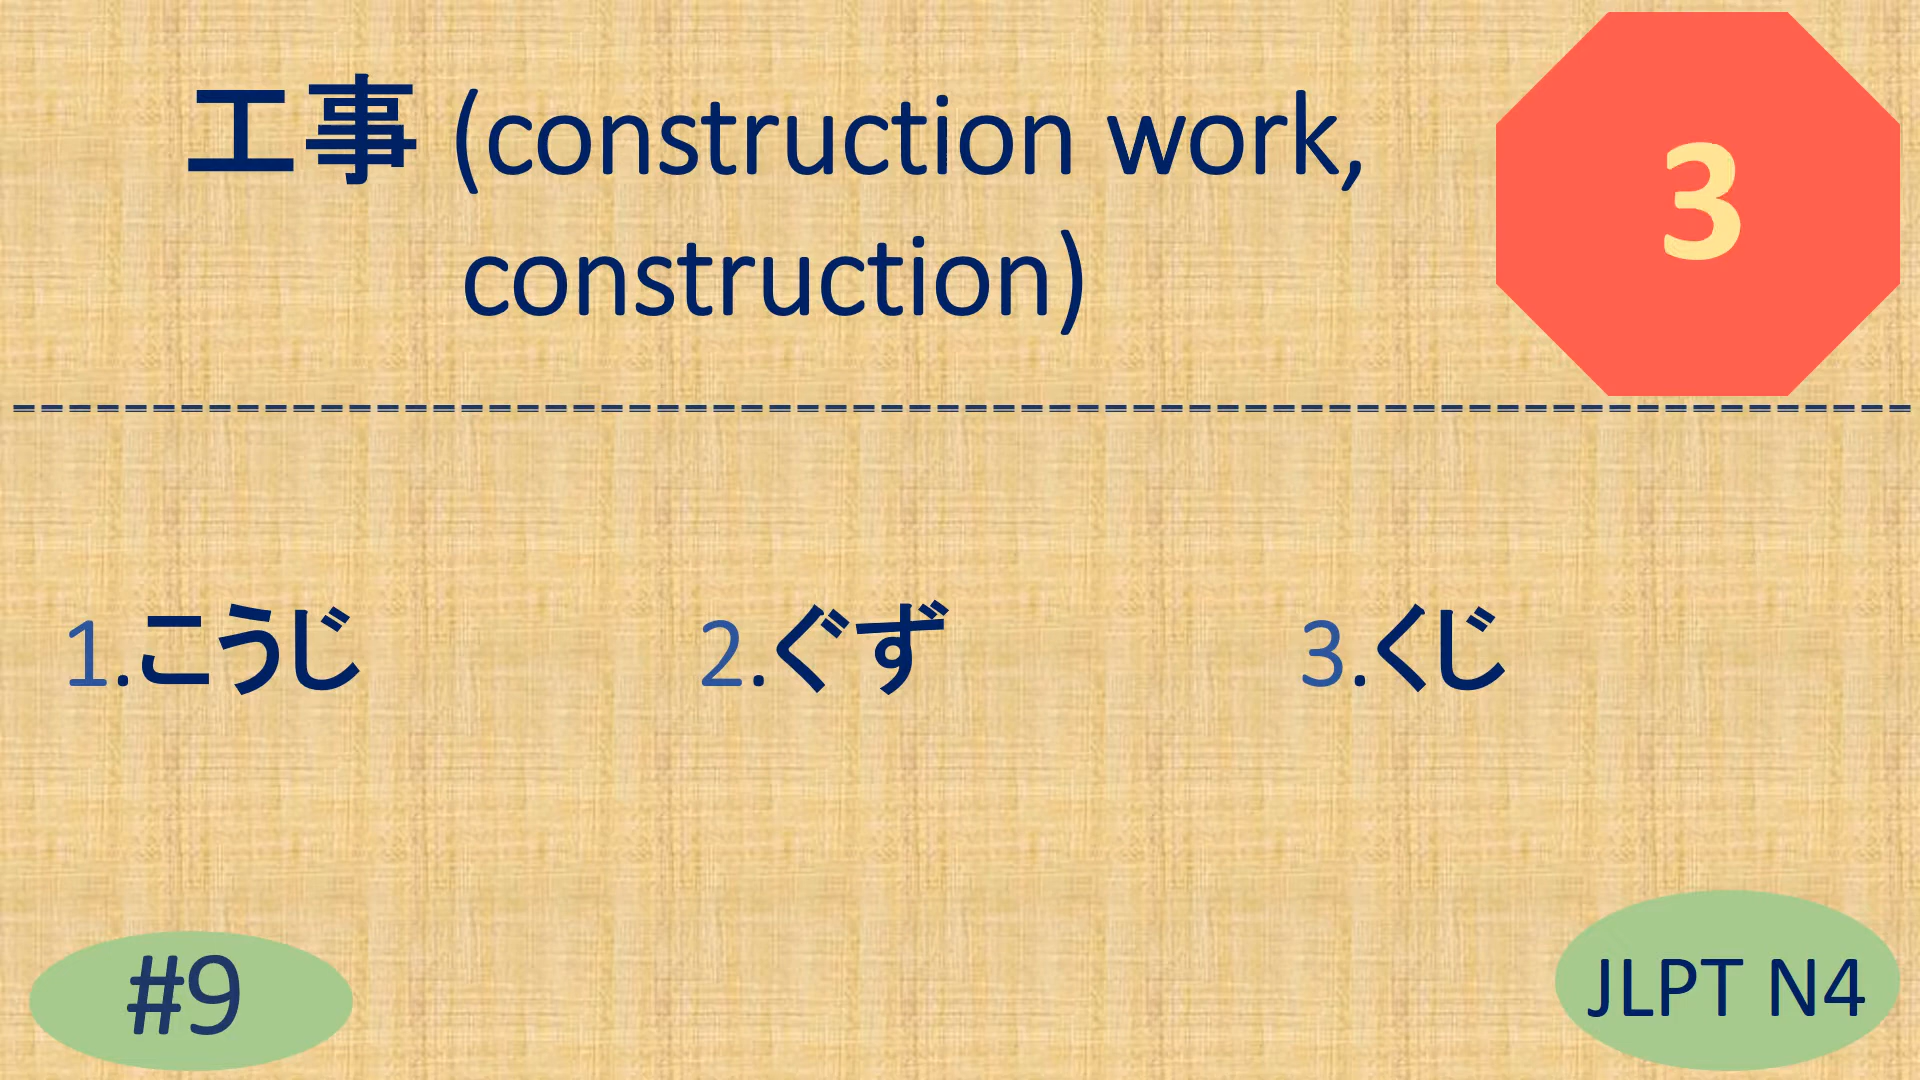 工事 (construction work,
construction)
3
1.こうじ
2.ぐず
3.くじ
#9
JLPT N4